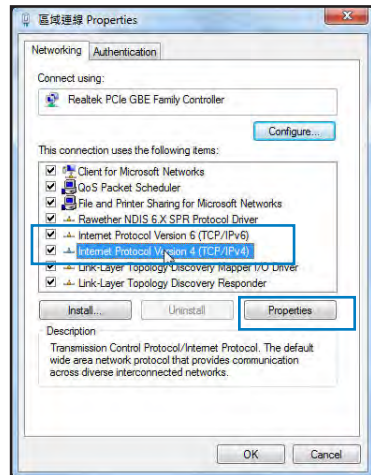 區域連線 Properties
Networking Authentication
Connect using:
Realtek PCIe GBE Family Controller
Configure...
This connection uses the following items:
Client for Microsoft Networks
QoS Packet Scheduler
File and Printer Sharing for Microsoft Networks
Rawether NDIS 6.X SPR Protocol Driver
Internet Protocol Version 6 (TCP/IPv6)
Internet Protocol Version 4 (TCP/IPv4)
Link-Layer Topology Discovery Mapper I/O Driver
Link-Layer Topology Discovery Responder
Install... Uninstall Properties
Description
Transmission Control Protocol/Internet Protocol. The default
wide area network protocol that provides communication
across diverse interconnected networks.
OK Cancel